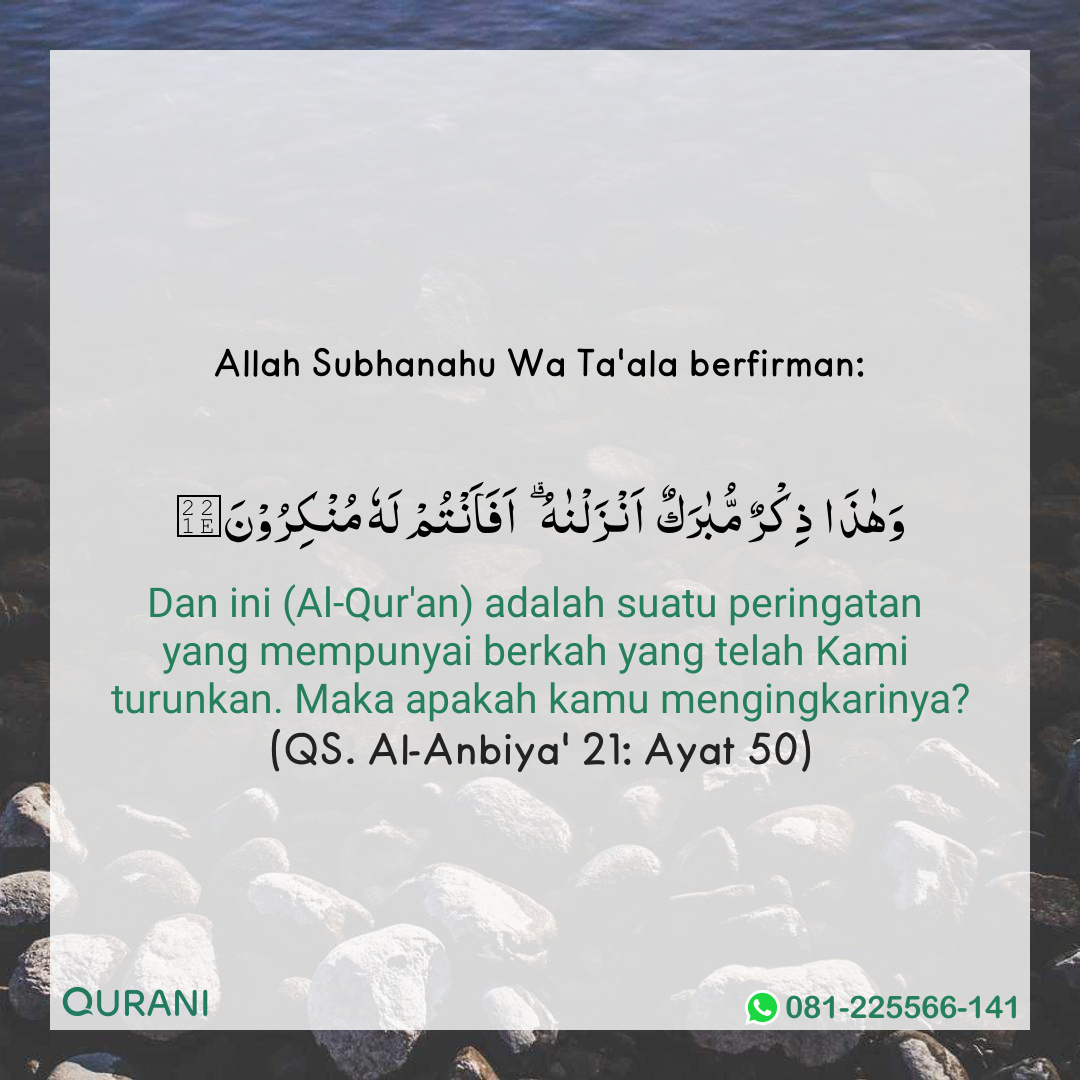 Allah Subhanahu Wa Ta'ala berfirman:
وَهٰذَا ذِكْرٌ مُّبٰرَكٌ اَنْزَلْنٰهُ ۗ اَفَاَنْتُمْ لَهٗ مُنْكِرُوْنَ
Dan ini (Al-Qur'an) adalah suatu peringatan
yang mempunyai berkah yang telah Kami
turunkan. Maka apakah kamu mengingkarinya?
(QS. Al-Anbiya' 21: Ayat 50)
QURANI
081-225566-141